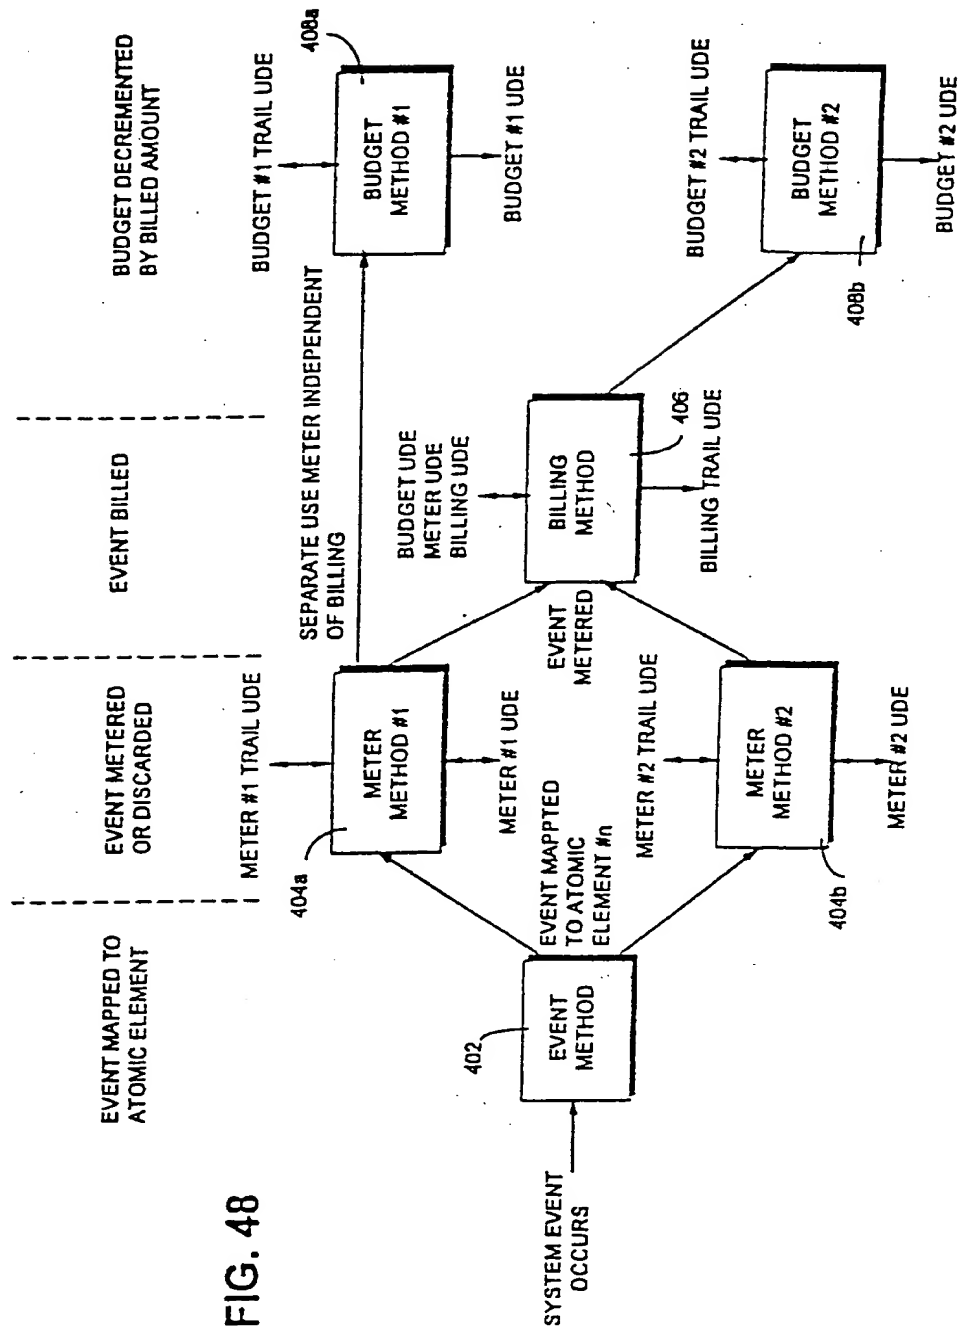 FIG. 48
EVENT MAPPED TO
ATOMIC ELEMENT
EVENT METERED
OR DISCARDED
EVENT BILLED
BUDGET DECREMENTED
BY BILLED AMOUNT
SYSTEM EVENT
OCCURS
402
EVENT
METHOD
EVENT MAPPTED
TO ATOMIC
ELEMENT #n
METER #1 TRAIL UDE
404a
METER
METHOD #1
METER #1 UDE
METER #2 TRAIL UDE
METER
METHOD #2
404b
METER #2 UDE
SEPARATE USE METER INDEPENDENT
OF BILLING
EVENT
METERED
BUDGET UDE
METER UDE
BILLING UDE
BILLING
METHOD
406
BILLING TRAIL UDE
BUDGET #1 TRAIL UDE
408a
BUDGET
METHOD #1
BUDGET #1 UDE
BUDGET #2 TRAIL UDE
BUDGET
METHOD #2
408b
BUDGET #2 UDE